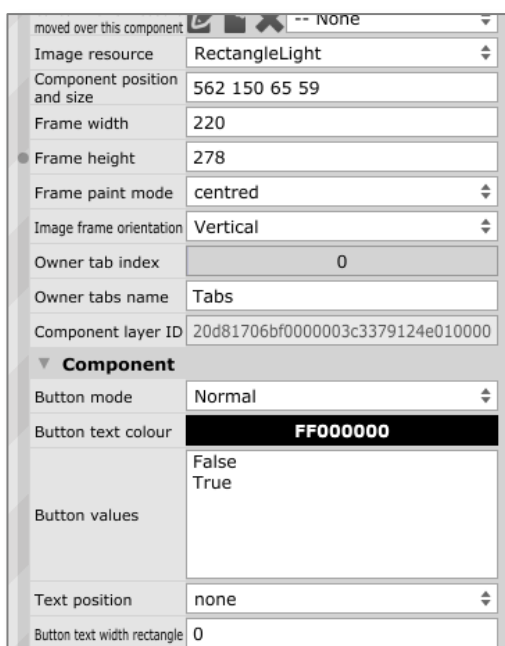 moved over this component -- None
Image resource RectangleLight
Component position
and size 562 150 65 59
Frame width 220
Frame height 278
Frame paint mode centred
Image frame orientation Vertical
Owner tab index 0
Owner tabs name Tabs
Component layer ID 20d81706bf0000003c3379124e010000
Component
Button mode Normal
Button text colour FF000000
Button values False
True
Text position none
Button text width rectangle 0